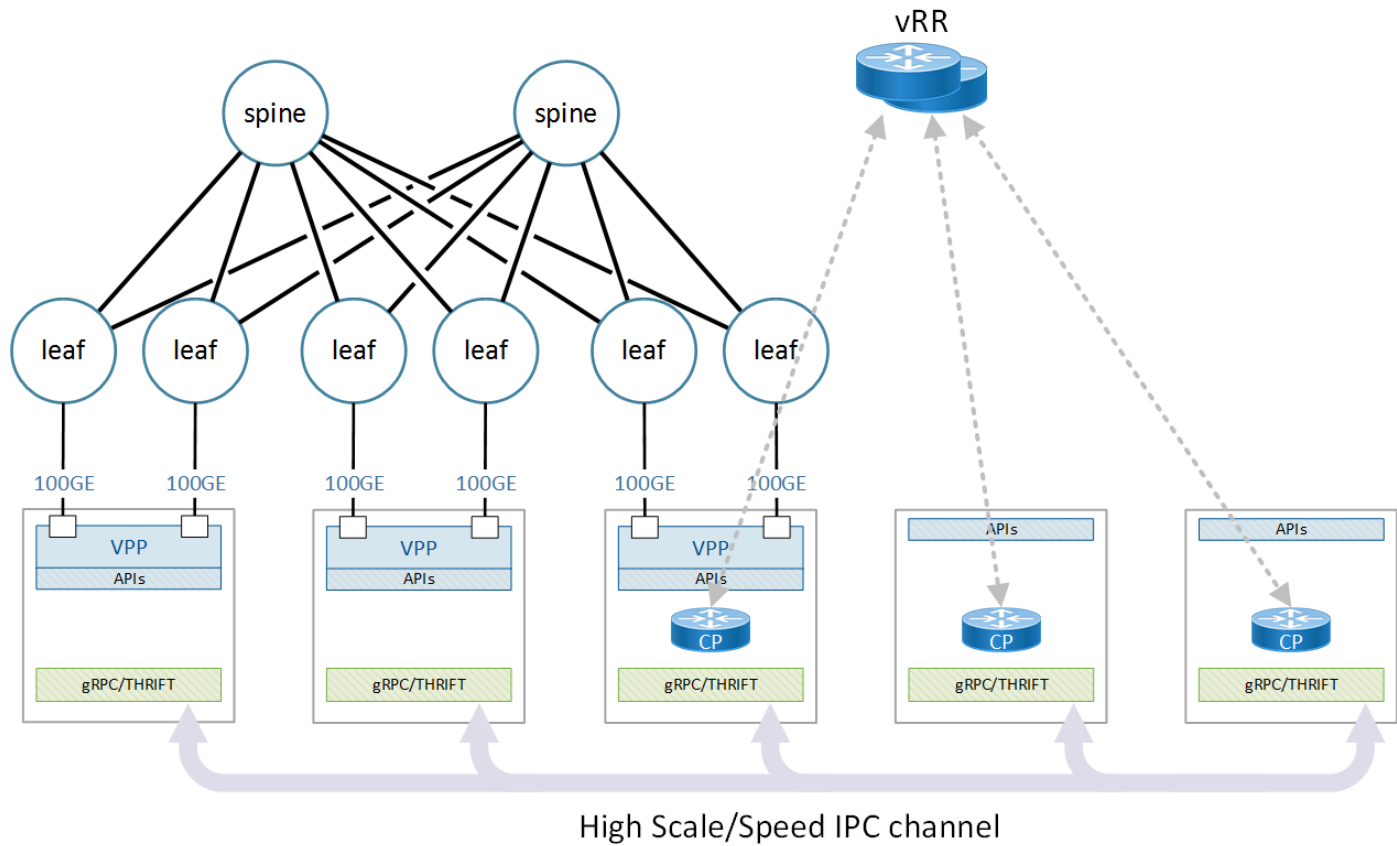 vRR
spine
spine
leaf
leaf
leaf
leaf
leaf
leaf
100GE
100GE
100GE
100GE
100GE
100GE
VPP
VPP
VPP
APIs
APIs
APIs
APIs
APIs
CP
CP
CP
gRPC/THRIFT
gRPC/THRIFT
gRPC/THRIFT
gRPC/THRIFT
gRPC/THRIFT
High Scale/Speed IPC channel